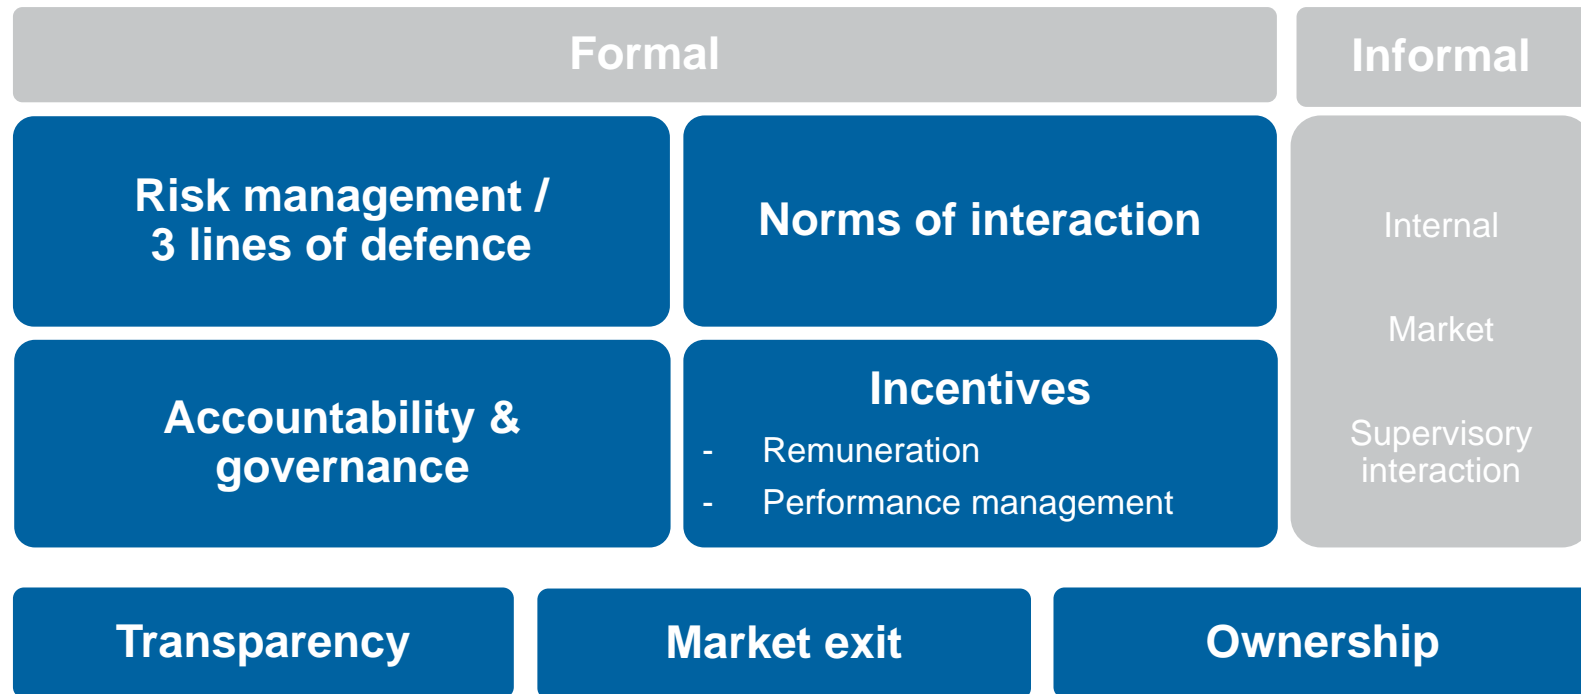 Formal
Informal
Risk management /
3 lines of defence
Norms of interaction
Accountability &
governance
Incentives
- Remuneration
- Performance management
Internal
Market
Supervisory
interaction
Transparency
Market exit
Ownership